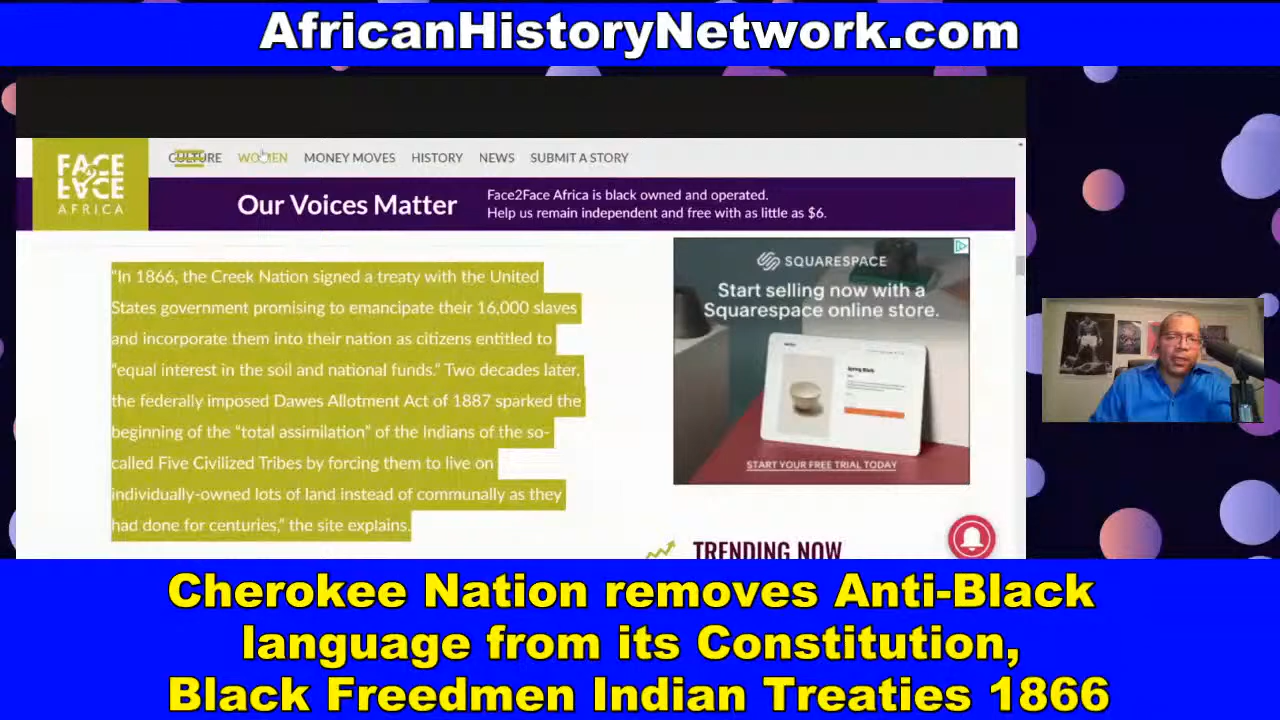 AfricanHistoryNetwork.com
FACE
2
FACE
AFRICA
CULTURE WOMEN MONEY MOVES HISTORY NEWS SUBMIT A STORY
Our Voices Matter
Face2Face Africa is black owned and operated.
Help us remain independent and free with as little as $6.
"In 1866, the Creek Nation signed a treaty with the United
States government promising to emancipate their 16,000 slaves
and incorporate them into their nation as citizens entitled to
"equal interest in the soil and national funds." Two decades later,
the federally imposed Dawes Allotment Act of 1887 sparked the
beginning of the "total assimilation" of the Indians of the so-
called Five Civilized Tribes by forcing them to live on
individually-owned lots of land instead of communally as they
had done for centuries," the site explains.
SQUARESPACE
Start selling now with a
Squarespace online store.
START YOUR FREE TRIAL TODAY
TRENDING NOW
Cherokee Nation removes Anti-Black
language from its Constitution,
Black Freedmen Indian Treaties 1866